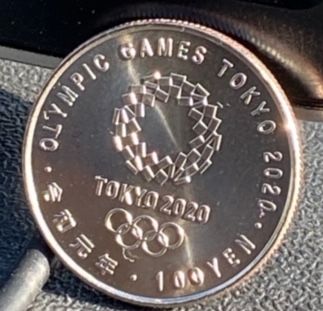 OLYMPIC GAMES TOKYO 2020
TOKYO 2020
令和元年・100 YEN